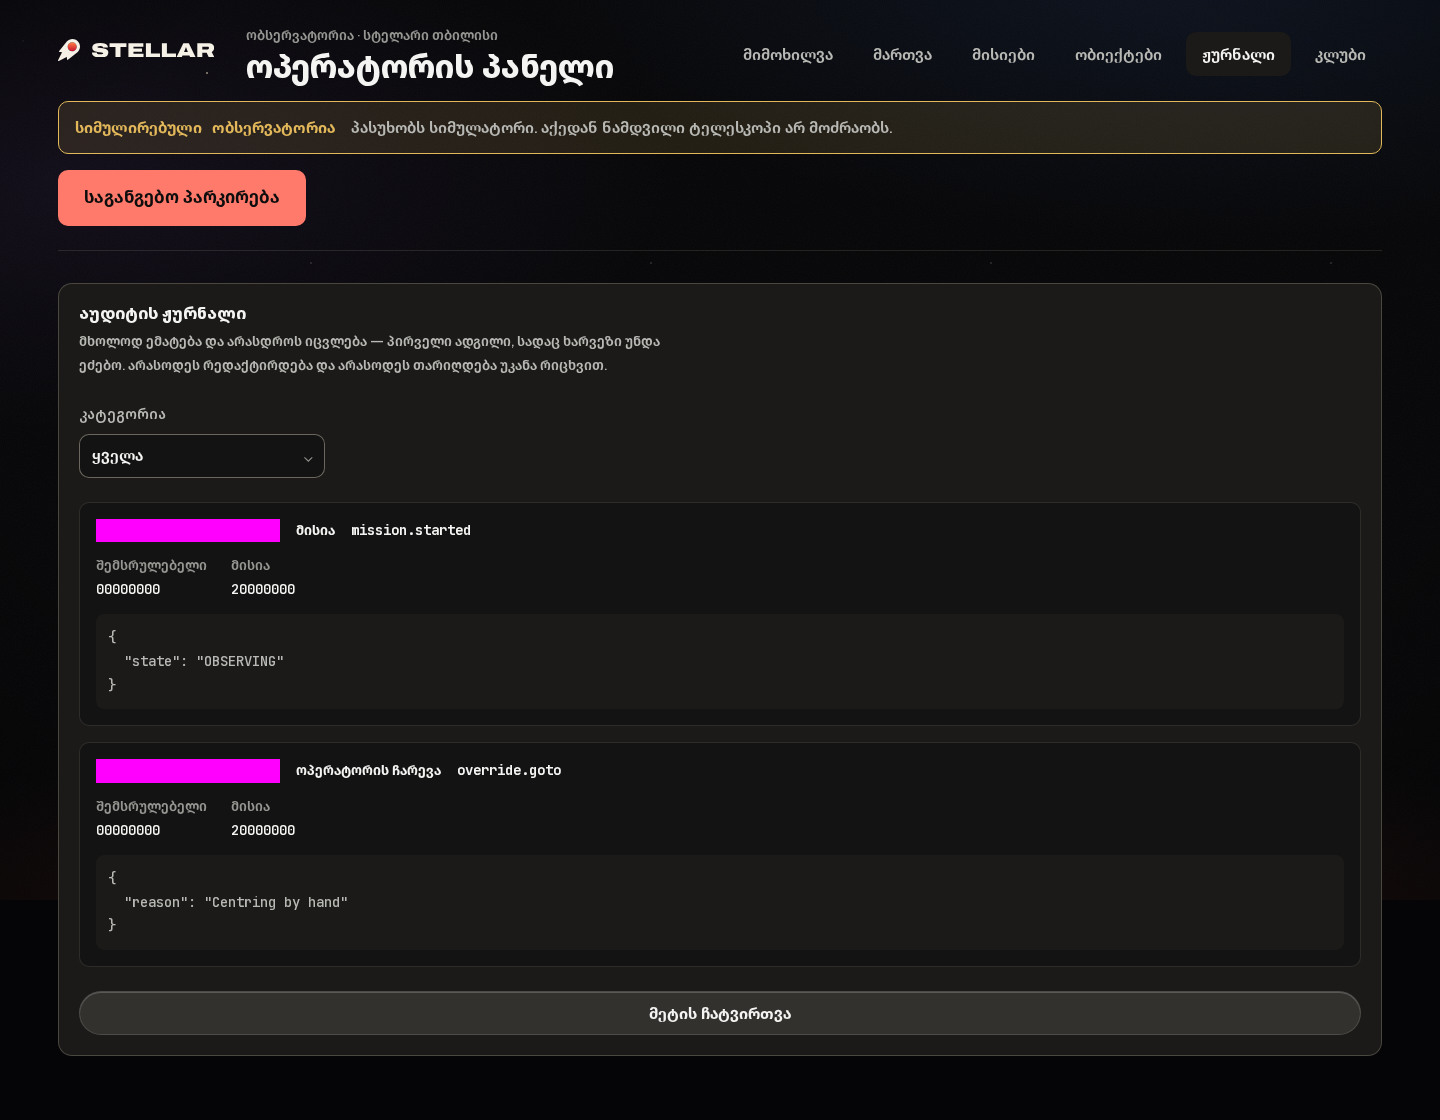 STELLAR
ობსერვატორია · სტელარი თბილისი
ოპერატორის პანელი
მიმოხილვა
მართვა
მისიები
ობიექტები
ჟურნალი
კლუბი
სიმულირებული ობსერვატორია პასუხობს სიმულატორი. აქედან ნამდვილი ტელესკოპი არ მოძრაობს.
საგანგებო პარკირება
აუდიტის ჟურნალი
მხოლოდ ემატება და არასდროს იცვლება — პირველი ადგილი, სადაც ხარვეზი უნდა
ეძებო. არასოდეს რედაქტირდება და არასოდეს თარიღდება უკანა რიცხვით.
კატეგორია
ყველა
მისია mission.started
შემსრულებელი მისია
00000000 20000000
{
"state": "OBSERVING"
}
ოპერატორის ჩარევა override.goto
შემსრულებელი მისია
00000000 20000000
{
"reason": "Centring by hand"
}
მეტის ჩატვირთვა